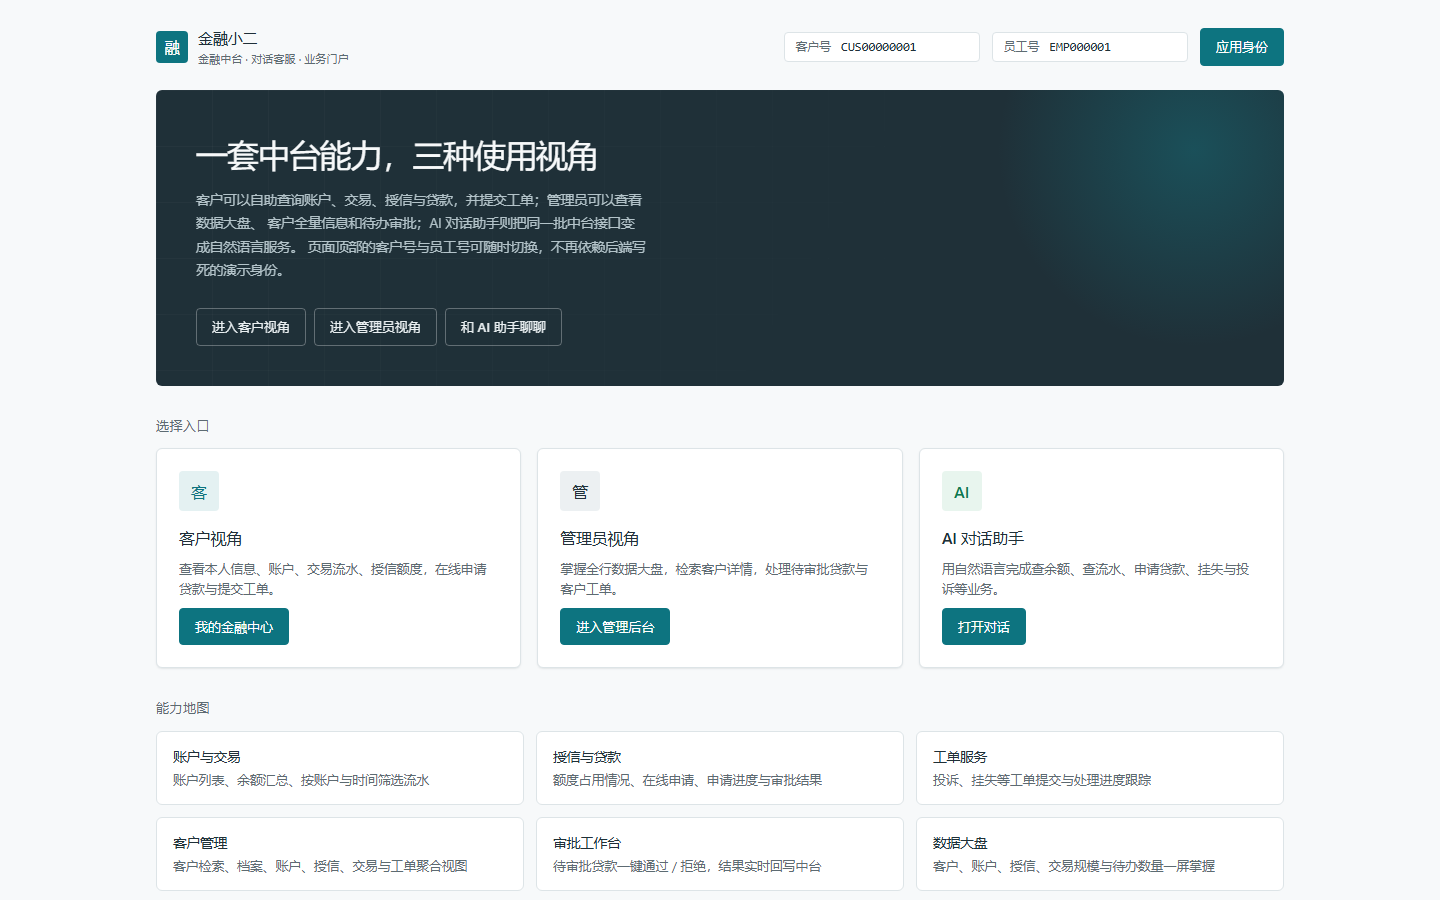 融
金融小二
金融中台 · 对话客服 · 业务门户
客户号 CUS00000001
员工号 EMP000001
应用身份
一套中台能力，三种使用视角
客户可以自助查询账户、交易、授信与贷款，并提交工单；管理员可以查看
数据大盘、 客户全量信息和待办审批；AI 对话助手则把同一批中台接口变
成自然语言服务。 页面顶部的客户号与员工号可随时切换，不再依赖后端写
死的演示身份。
进入客户视角
进入管理员视角
和 AI 助手聊聊
选择入口
客
客户视角
查看本人信息、账户、交易流水、授信额度，在线申请
贷款与提交工单。
我的金融中心
管
管理员视角
掌握全行数据大盘，检索客户详情，处理待审批贷款与
客户工单。
进入管理后台
AI
AI 对话助手
用自然语言完成查余额、查流水、申请贷款、挂失与投
诉等业务。
打开对话
能力地图
账户与交易
账户列表、余额汇总、按账户与时间筛选流水
授信与贷款
额度占用情况、在线申请、申请进度与审批结果
工单服务
投诉、挂失等工单提交与处理进度跟踪
客户管理
客户检索、档案、账户、授信、交易与工单聚合视图
审批工作台
待审批贷款一键通过 / 拒绝，结果实时回写中台
数据大盘
客户、账户、授信、交易规模与待办数量一屏掌握